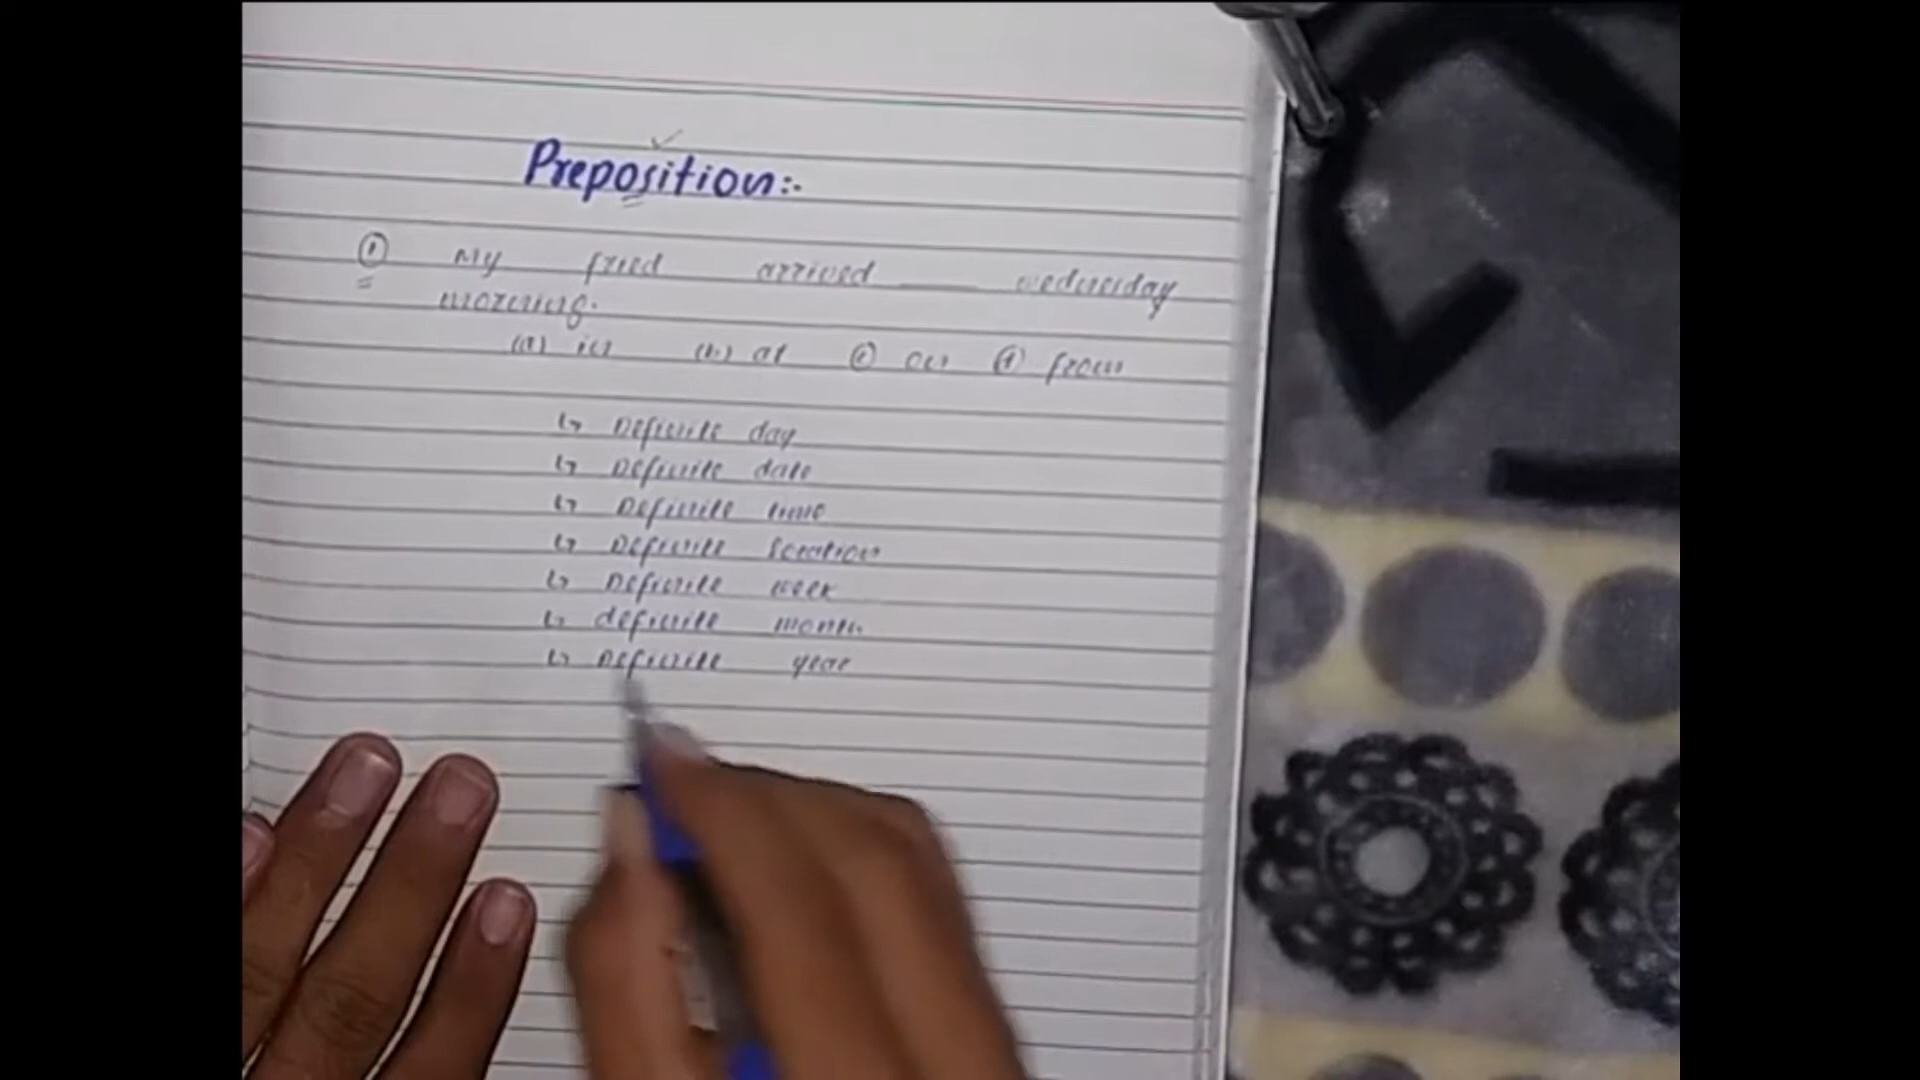 Preposition:-
① My fried arrived ____ wednesday
morning.
(a) in (b) at (c) on (d) from
↳ Definite day
↳ Definite date
↳ Definite time
↳ Definite location
↳ Definite week
↳ definite month
↳ Definite year